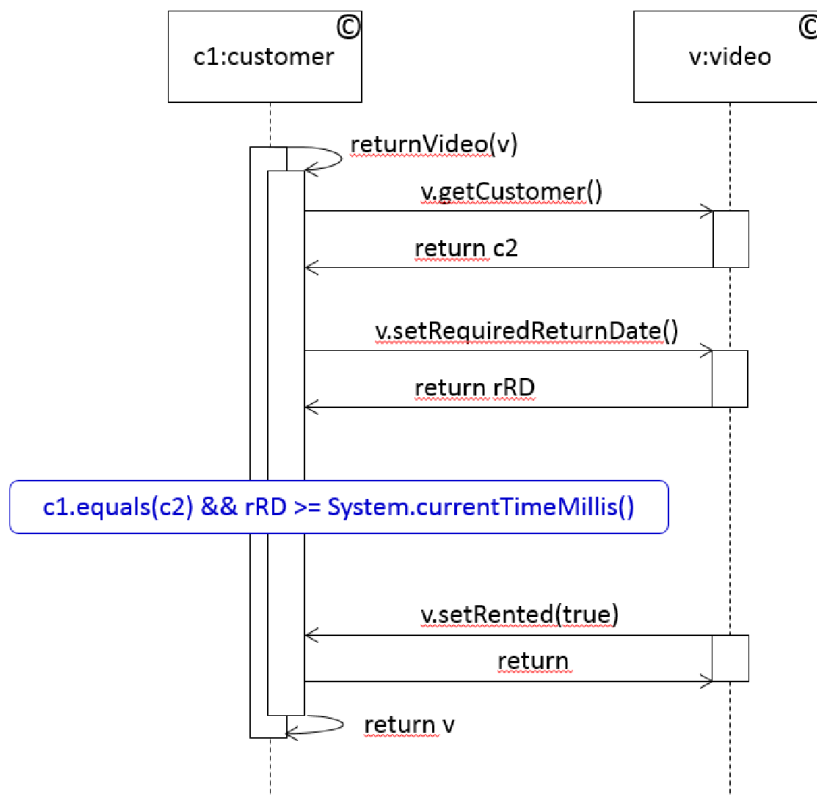 ©
c1:customer
©
v:video
returnVideo(v)
v.getCustomer()
return c2
v.setRequiredReturnDate()
return rRD
c1.equals(c2) && rRD >= System.currentTimeMillis()
v.setRented(true)
return
return v